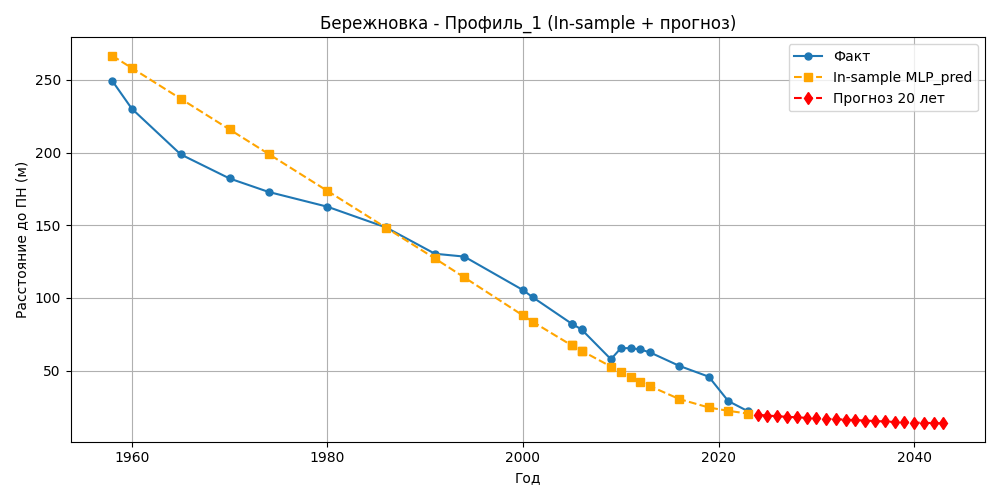 Бережновка - Профиль_1 (In-sample + прогноз)
Факт
In-sample MLP_pred
Прогноз 20 лет
Расстояние до ПН (м)
250
200
150
100
50
1960
1980
2000
2020
2040
Год